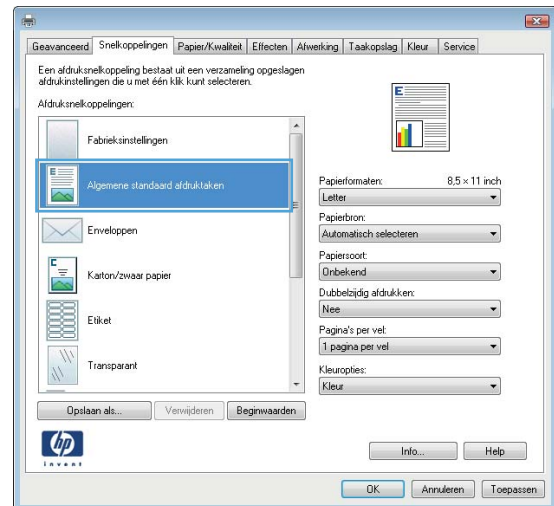 Geavanceerd Snelkoppelingen Papier/Kwaliteit Effecten Afwerking Taakopslag Kleur Service
Een afdruksnelkoppeling bestaat uit een verzameling opgeslagen
afdrukinstellingen die u met één klik kunt selecteren.
Afdruksnelkoppelingen:
Fabrieksinstellingen
Algemene standaard afdruktaken
Enveloppen
Karton/zwaar papier
Etiket
Transparant
Opslaan als... Verwijderen Beginwaarden
E
Papierformaten: 8,5 × 11 inch
Letter
Papierbron:
Automatisch selecteren
Papiersoort:
Onbekend
Dubbelzijdig afdrukken:
Nee
Pagina's per vel:
1 pagina per vel
Kleuropties:
Kleur
hp
invent
Info... Help
OK Annuleren Toepassen